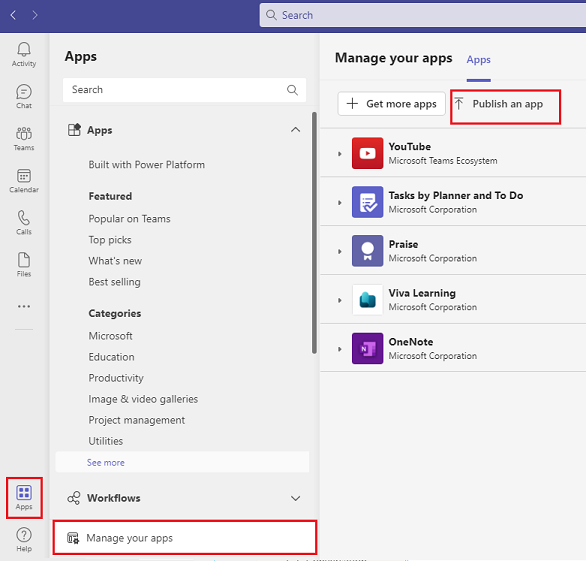 Search
Activity
Chat
Teams
Calendar
Calls
Files
Apps
Help
Apps
Search
Apps
Built with Power Platform
Featured
Popular on Teams
Top picks
What's new
Best selling
Categories
Microsoft
Education
Productivity
Image & video galleries
Project management
Utilities
See more
Workflows
Manage your apps
Manage your apps Apps
Get more apps Publish an app
YouTube
Microsoft Teams Ecosystem
Tasks by Planner and To Do
Microsoft Corporation
Praise
Microsoft Corporation
Viva Learning
Microsoft Corporation
N
OneNote
Microsoft Corporation